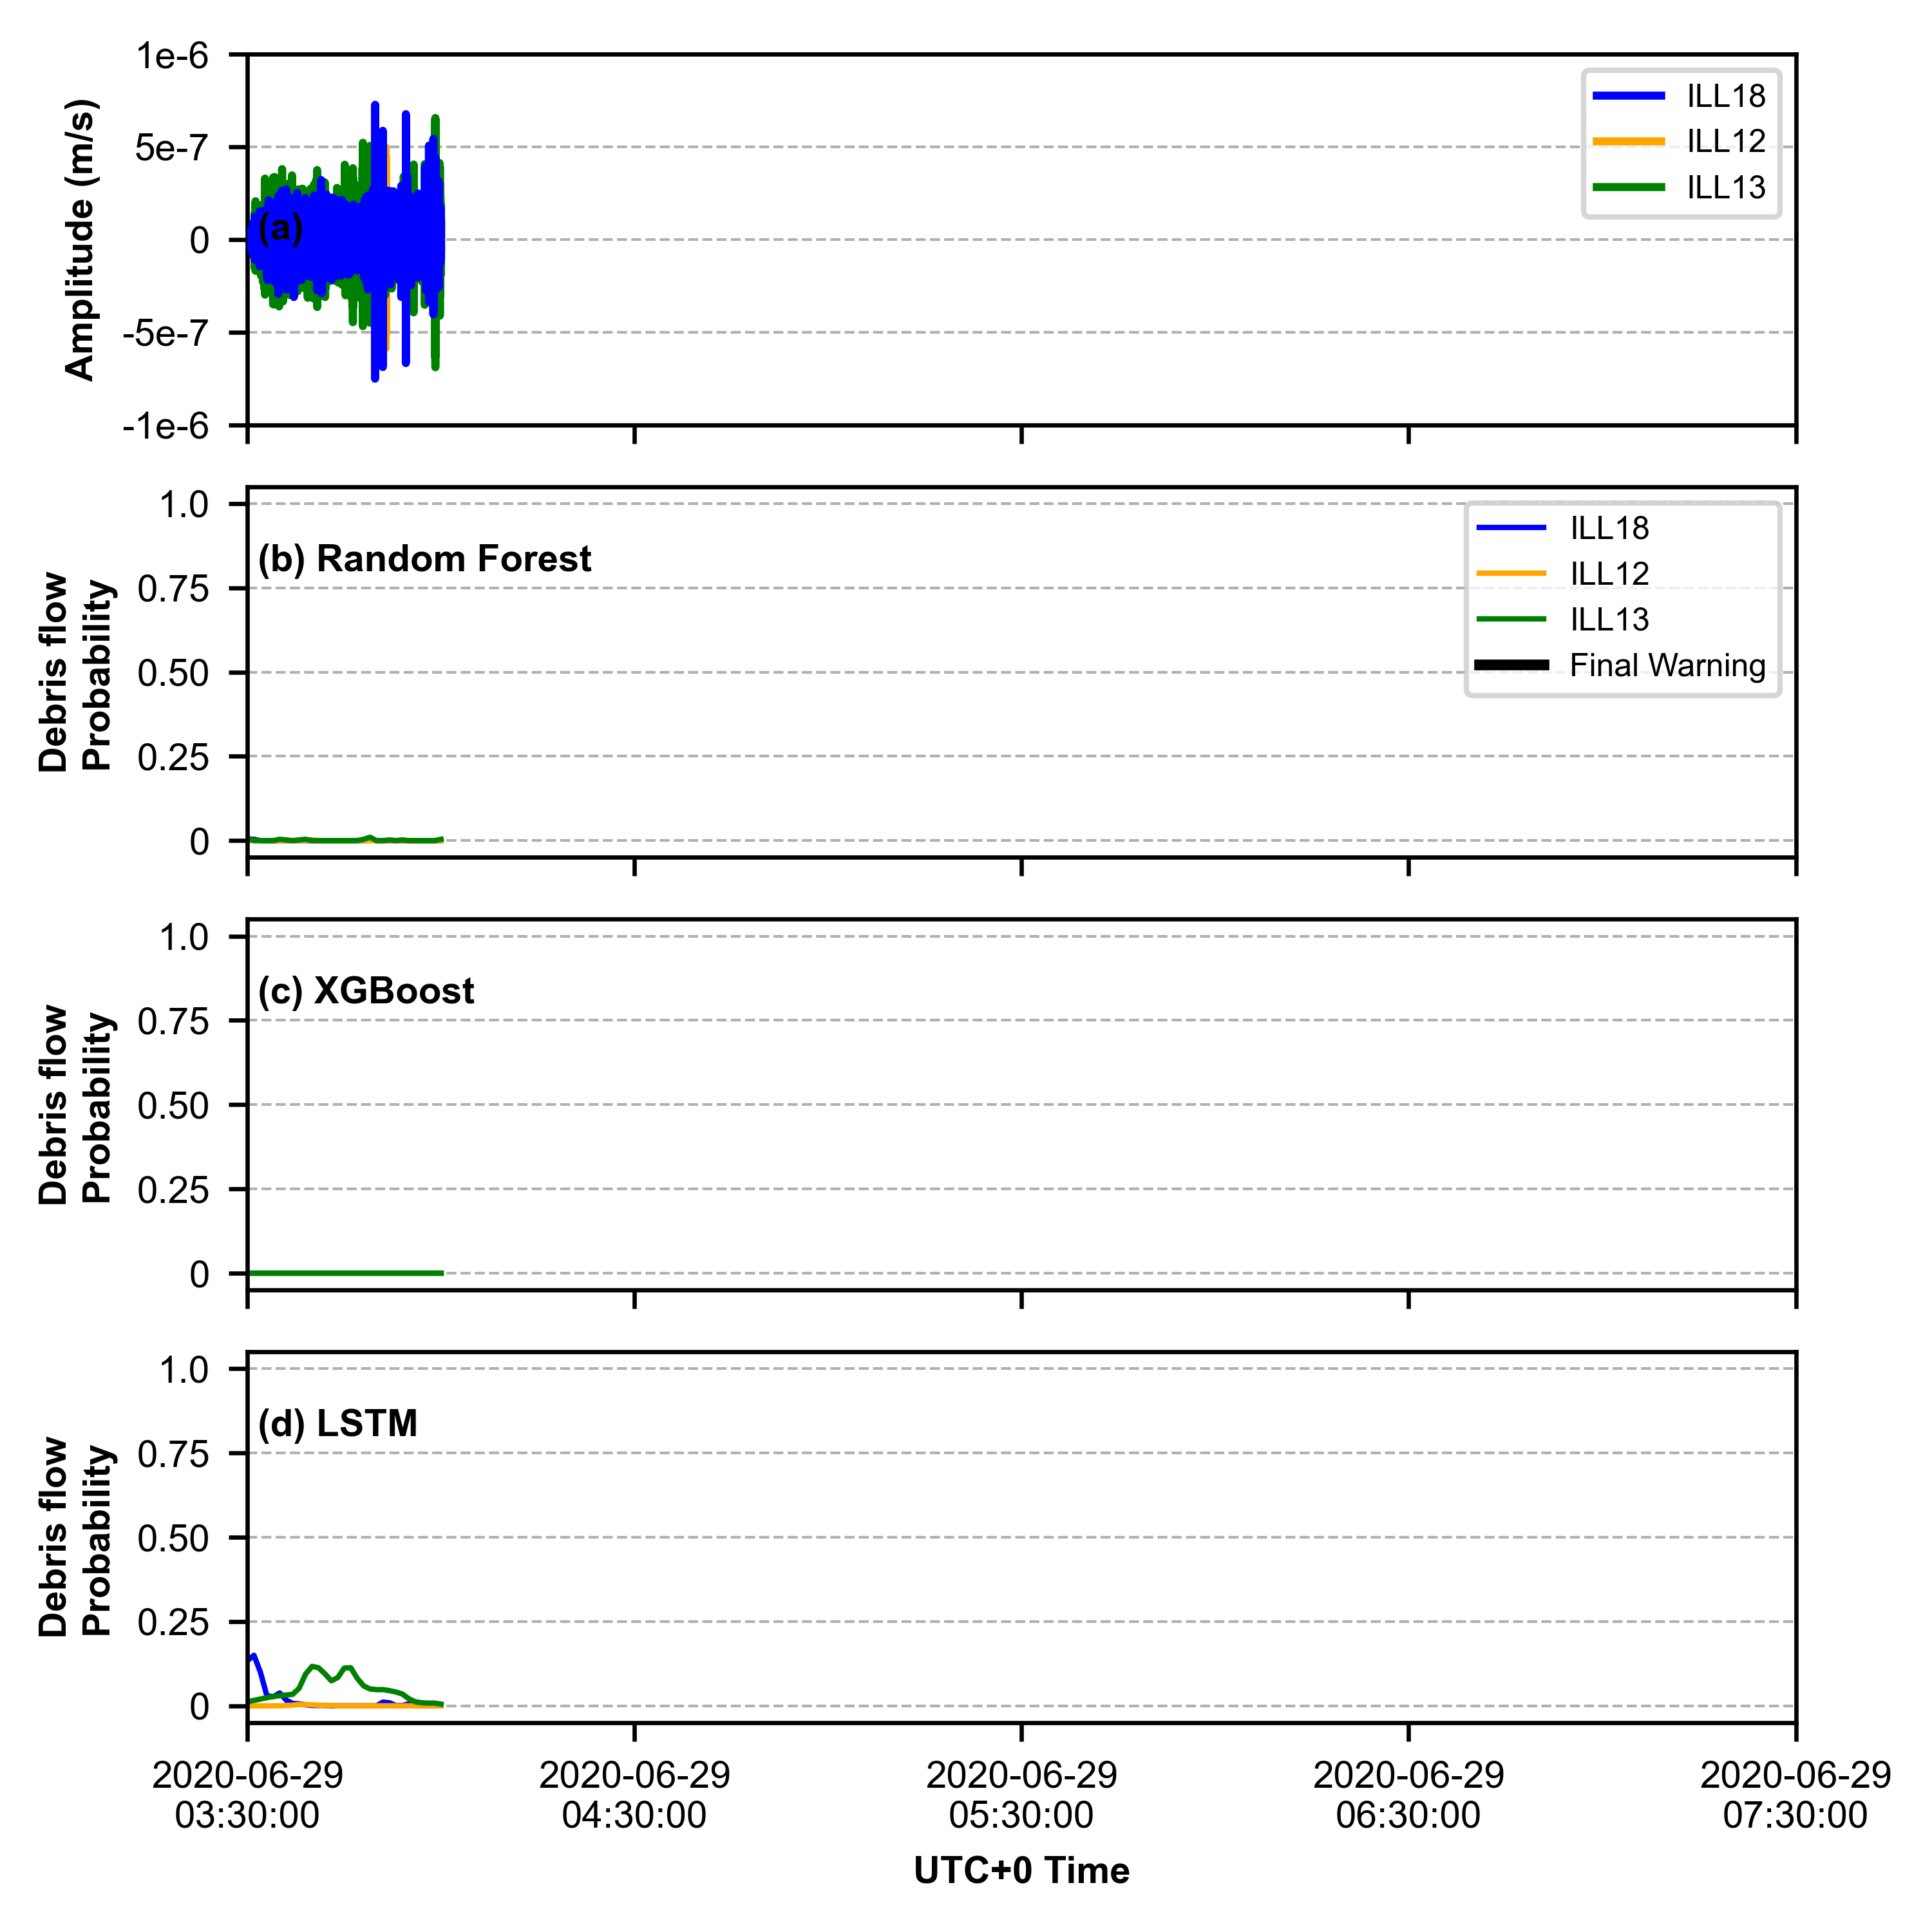 1e-6
5e-7
0
-5e-7
-1e-6
Amplitude (m/s)
(a)
ILL18
ILL12
ILL13
1.0
0.75
0.50
0.25
0
Debris flow
Probability
(b) Random Forest
ILL18
ILL12
ILL13
Final Warning
1.0
0.75
0.50
0.25
0
Debris flow
Probability
(c) XGBoost
1.0
0.75
0.50
0.25
0
Debris flow
Probability
(d) LSTM
2020-06-29
03:30:00
2020-06-29
04:30:00
2020-06-29
05:30:00
2020-06-29
06:30:00
2020-06-29
07:30:00
UTC+0 Time